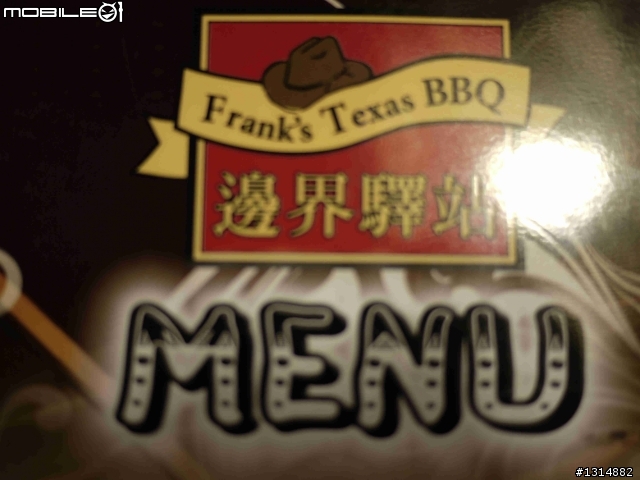 MOBILE01
Frank's Texas BBQ
邊界驛站
MENU
#1314882